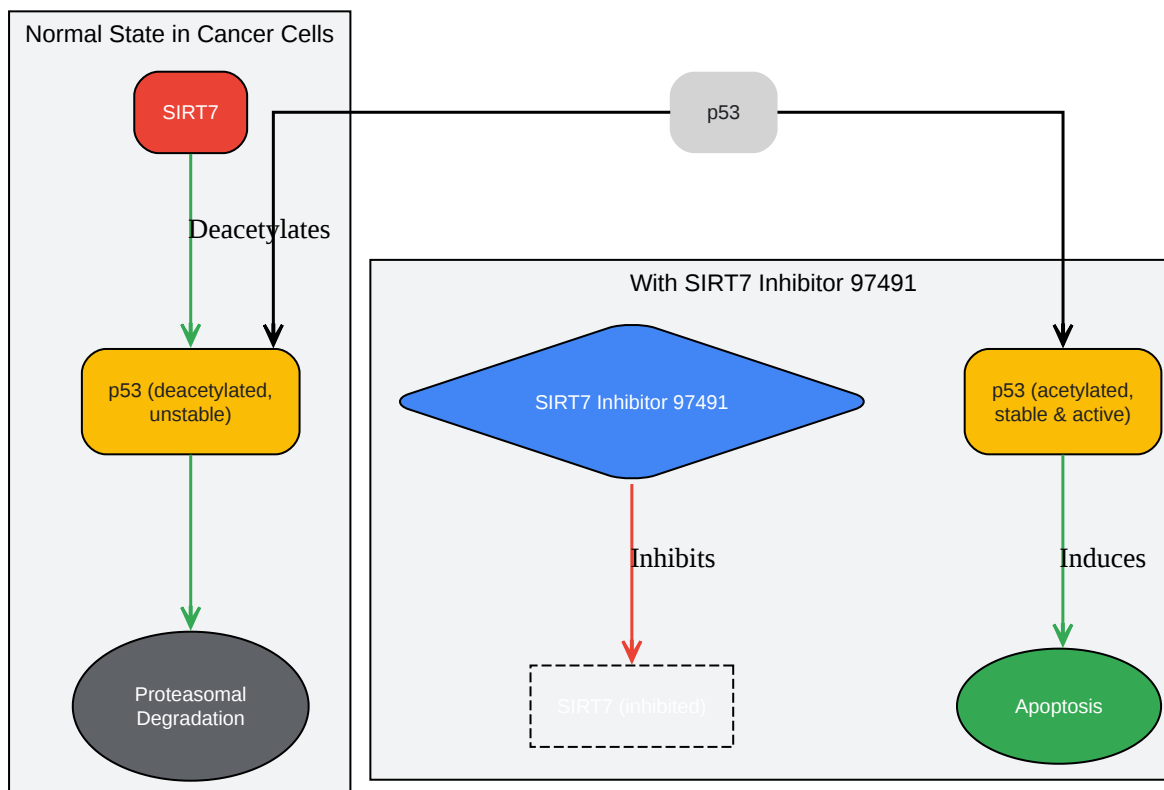 Normal State in Cancer Cells
SIRT7
p53
Deacetylates
With SIRT7 Inhibitor 97491
p53 (deacetylated,
unstable)
SIRT7 Inhibitor 97491
p53 (acetylated,
stable & active)
Inhibits
Induces
Proteasomal
Degradation
SIRT7 (inhibited)
Apoptosis